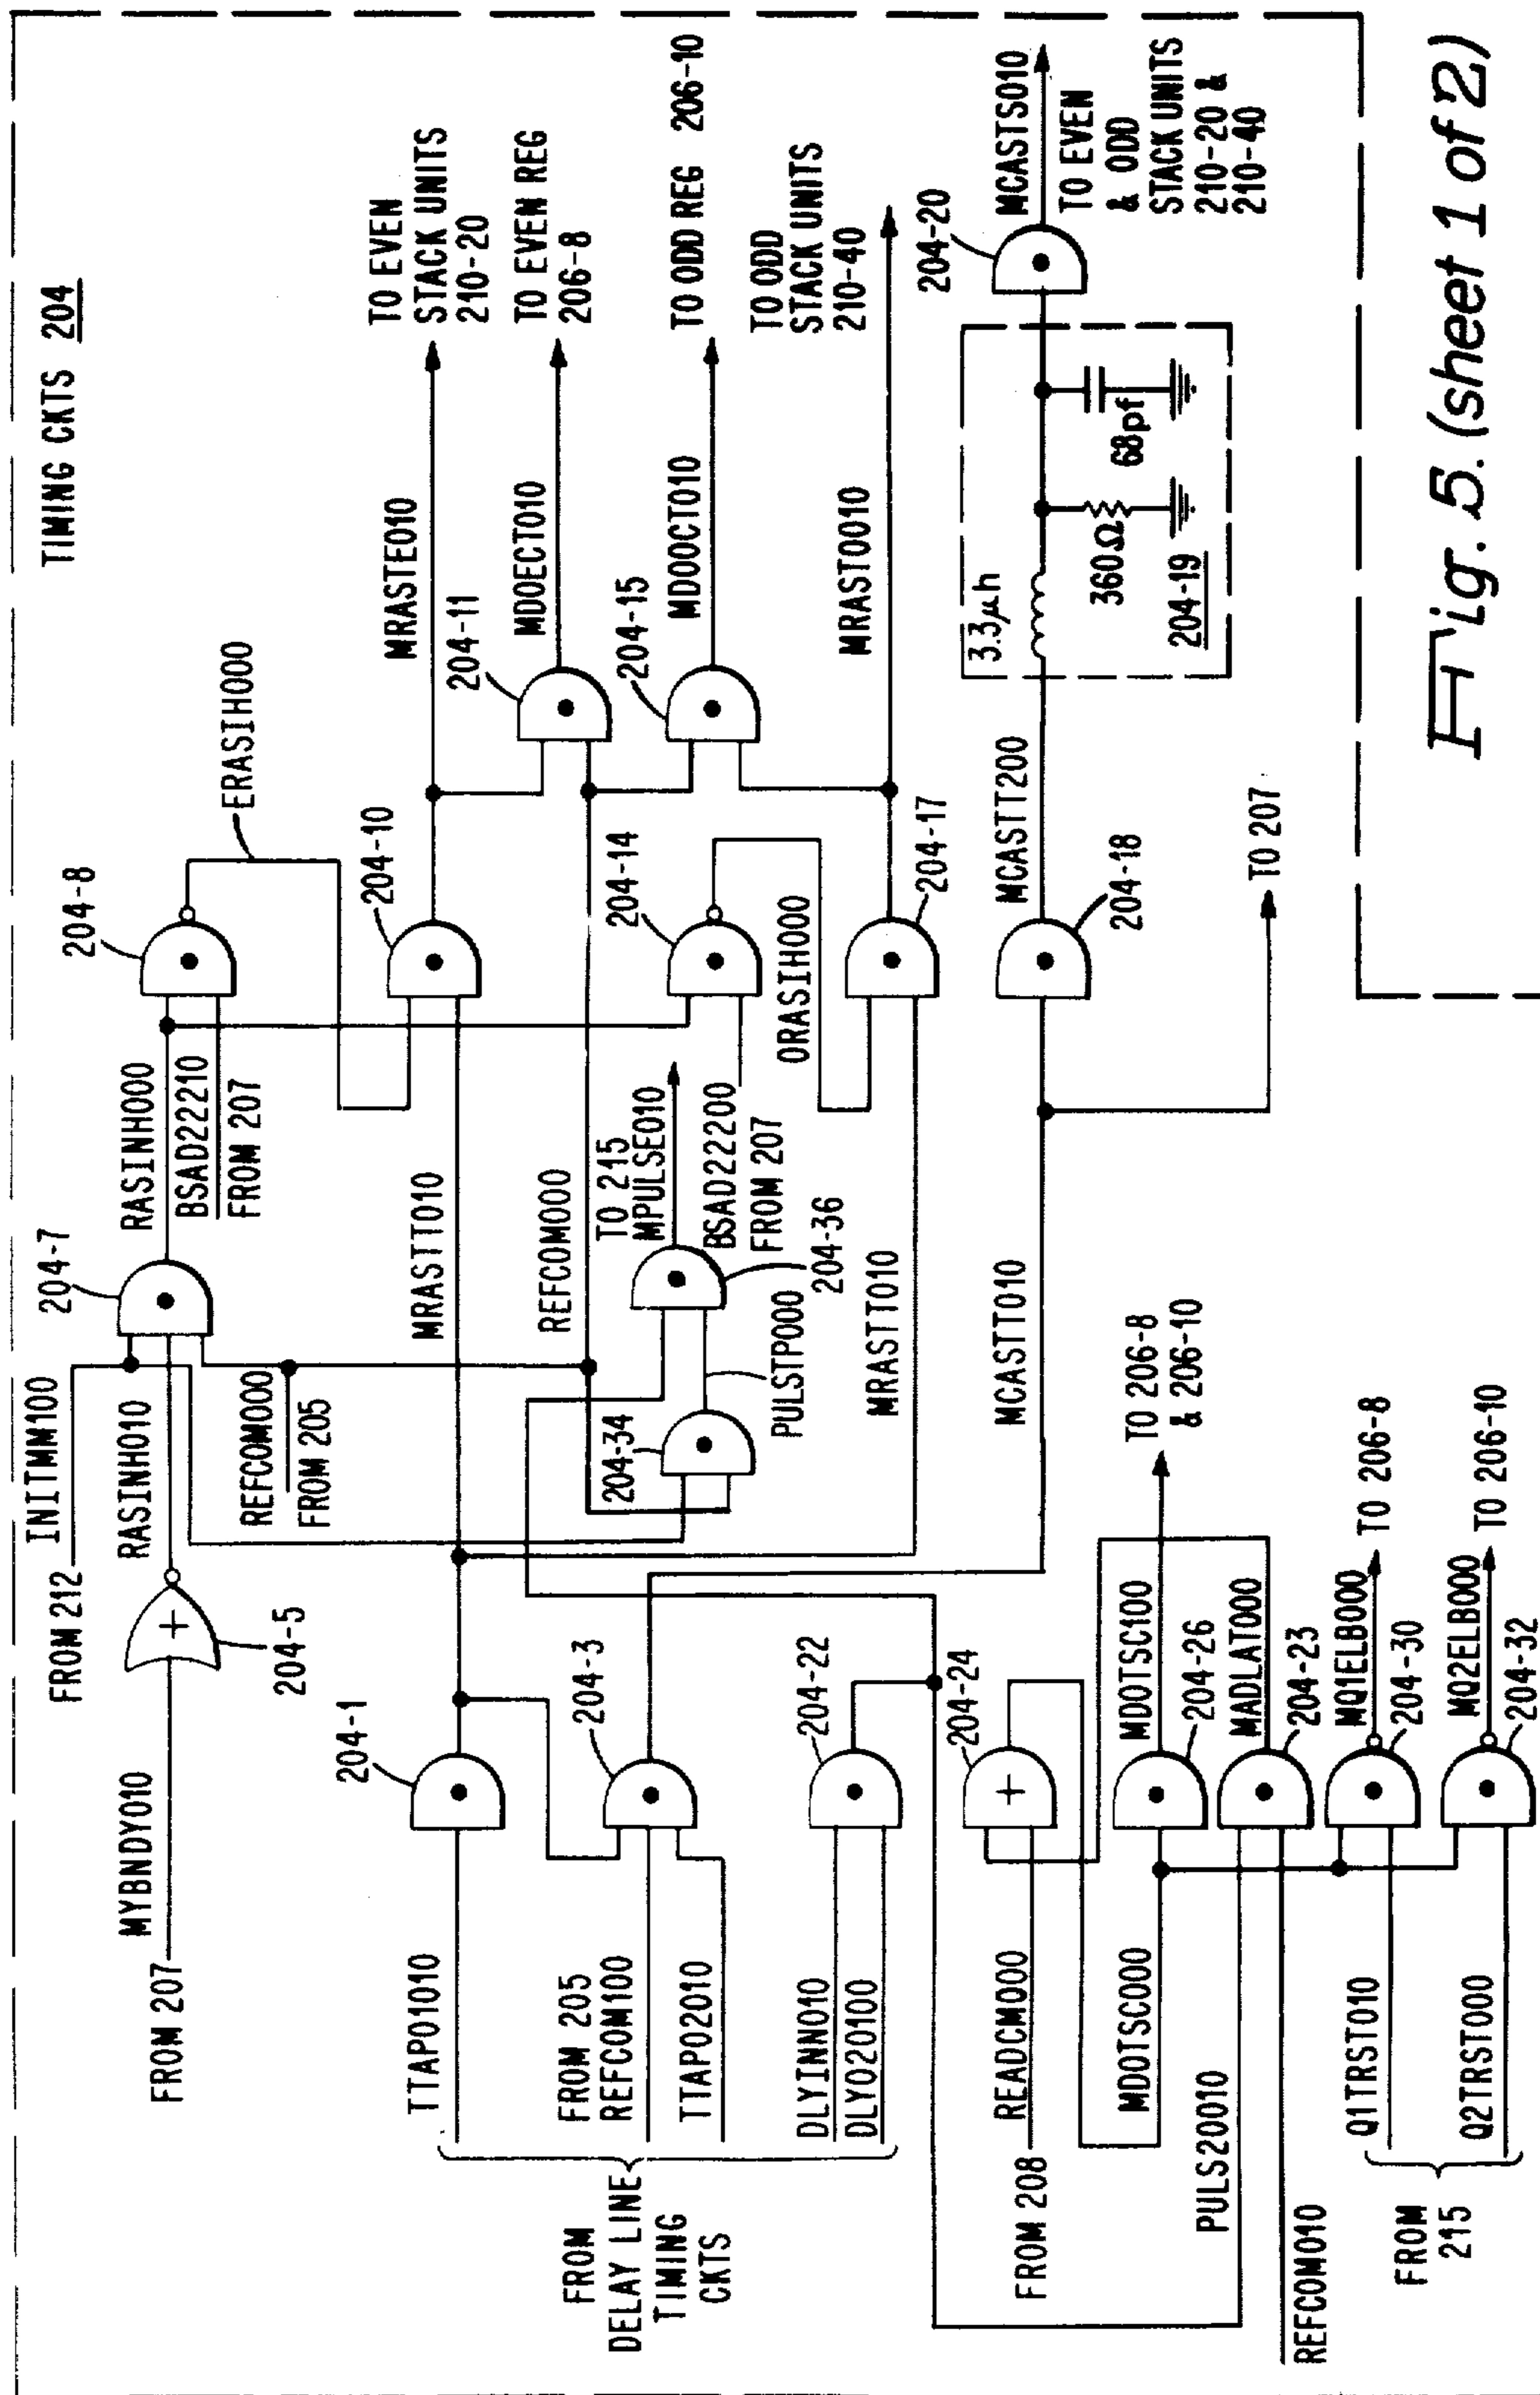 TIMING CKTS 204
FROM 207
MYBNDY010
204-5
FROM 212
INITMM100
RASINH010
REFCOM000
FROM 205
204-7
RASINH000
BSAD22210
FROM 207
204-8
ERASIH000
TTAP01010
204-1
MRASTT010
204-10
MRASTE010
TO EVEN
STACK UNITS
210-20
204-11
MDOECT010
TO EVEN REG
206-8
FROM
DELAY LINE
TIMING
CKTS
FROM 205
REFCOM100
TTAP02010
204-3
REFCOM000
204-34
PULSTP000
TO 215
MPULSE010
204-36
BSAD22200
FROM 207
204-14
204-15
MDOOCT010
TO ODD REG 206-10
ORASIH000
DLYINN010
DLYO20100
204-22
MRASTT010
204-17
MRASTO010
TO ODD
STACK UNITS
210-40
READCM000
FROM 208
204-24
MCASTT010
204-18
MCASTT200
3.3µh
360Ω
68pf
204-19
204-20
MCASTS010
TO EVEN
& ODD
STACK UNITS
210-20 &
210-40
TO 207
MDOTSC000
MDOTSC100
204-26
TO 206-8
& 206-10
PULS20010
REFCOM010
MADLAT000
204-23
FROM
215
Q1TRST010
MQ1ELB000
204-30
TO 206-8
Q2TRST000
MQ2ELB000
204-32
TO 206-10
Fig. 5. (sheet 1 of 2)